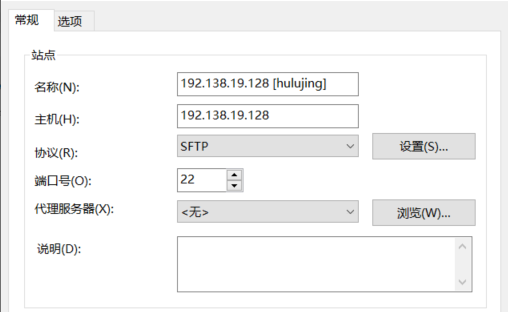 常规 选项
站点
名称(N): 192.138.19.128 [hulujing]
主机(H): 192.138.19.128
协议(R): SFTP 设置(S)...
端口号(O): 22
代理服务器(X): <无> 浏览(W)...
说明(D):